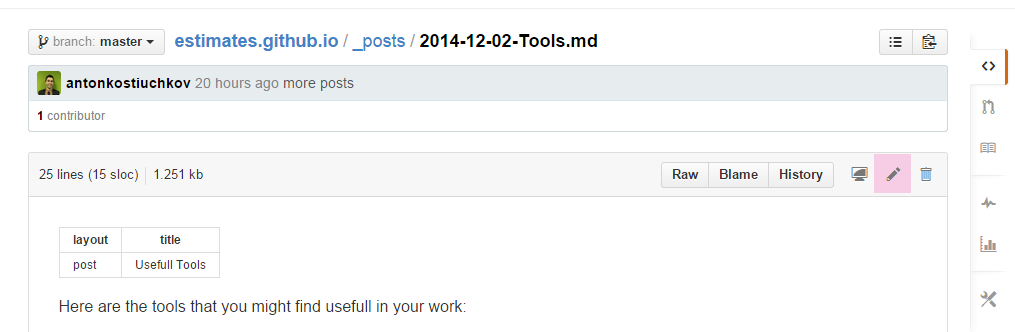 branch: master estimates.github.io / _posts / 2014-12-02-Tools.md
antonkostiuchkov 20 hours ago more posts
1 contributor
25 lines (15 sloc) 1.251 kb Raw Blame History
layout title
post Usefull Tools
Here are the tools that you might find usefull in your work: